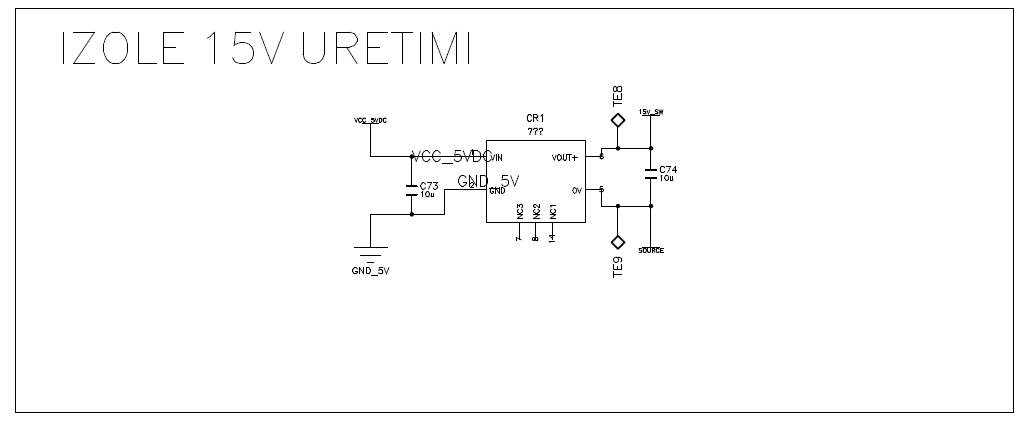 IZOLE 15V URETIMI
TE8
VCC_5VDC
CR1
???
15V_SW
VCC_5VDC
1
VIN
VOUT+
6
C73
10u
GND_5V
2
GND
0V
5
C74
10u
NC3
NC2
NC1
7
8
14
SOURCE
TE9
GND_5V